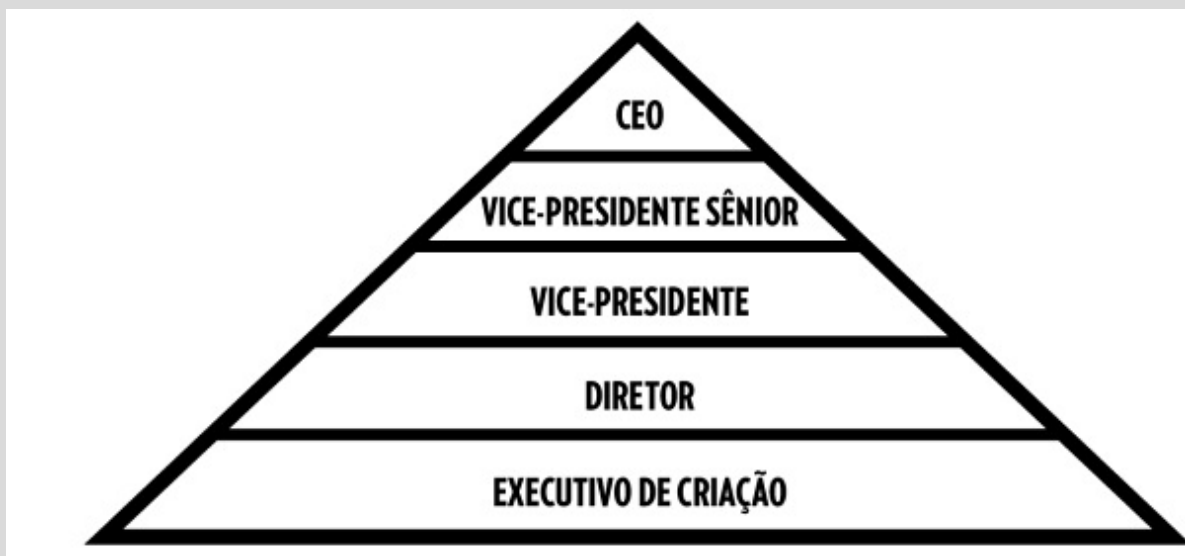 CEO
VICE-PRESIDENTE SÊNIOR
VICE-PRESIDENTE
DIRETOR
EXECUTIVO DE CRIAÇÃO